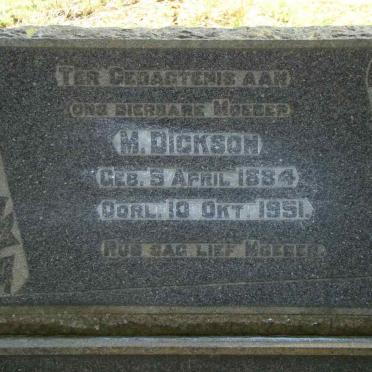 TER GEDAGTENIS AAN
ONS DIERBARE MOEDER
M. DICKSON
GEB. 5 APRIL 1884
OORL. 10 OKT. 1951.
RUS SAG LIEF MOEDER.